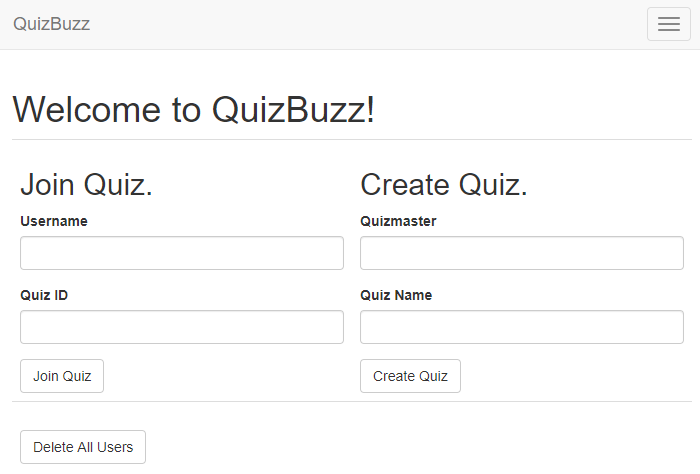 QuizBuzz
Welcome to QuizBuzz!
Join Quiz.
Username
Quiz ID
Join Quiz
Create Quiz.
Quizmaster
Quiz Name
Create Quiz
Delete All Users